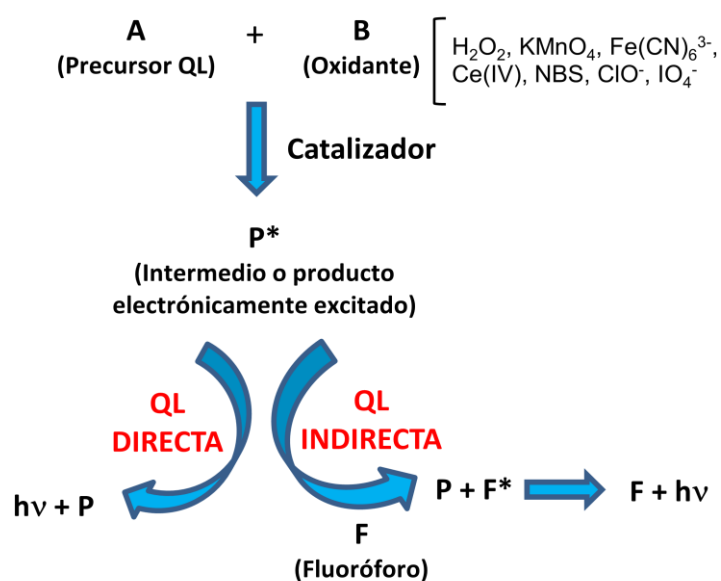 A + B
(Precursor QL) (Oxidante)
H₂O₂, KMnO₄, Fe(CN)₆³⁻,
Ce(IV), NBS, ClO⁻, IO₄⁻
Catalizador
P*
(Intermedio o producto
electrónicamente excitado)
QL
DIRECTA
QL
INDIRECTA
hν + P
P + F*
F + hν
F
(Fluoróforo)